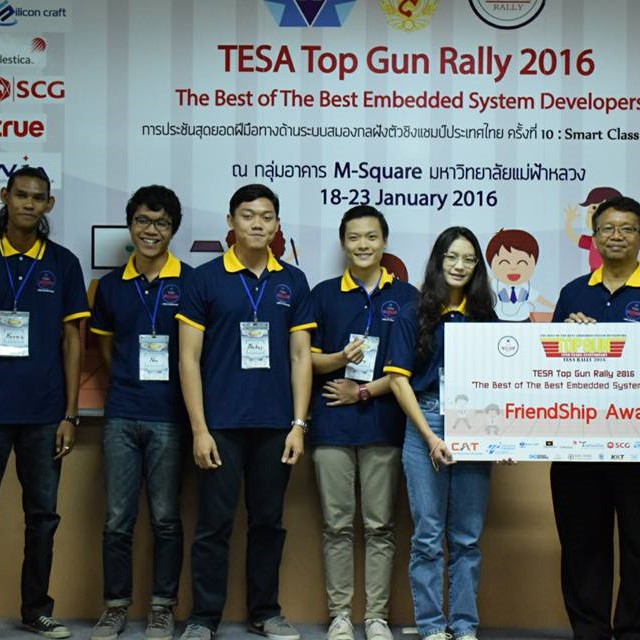 ilicon craft
lestica.
SCG
true
RALLY
TESA Top Gun Rally 2016
The Best of The Best Embedded System Developers
การประชันสุดยอดฝีมือทางด้านระบบสมองกลฝังตัวชิงแชมป์ประเทศไทย ครั้งที่ 10 : Smart Class
ณ กลุ่มอาคาร M-Square มหาวิทยาลัยแม่ฟ้าหลวง
18-23 January 2016
TOP GUN
TESA RALLY 2016
TESA Top Gun Rally 2016
"The Best of The Best Embedded System
FriendShip Awa
CAT